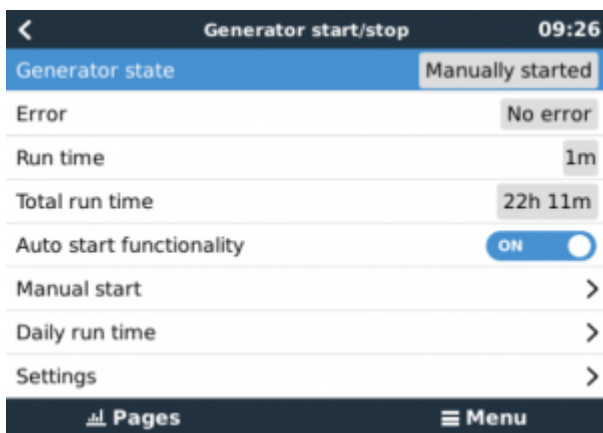 Generator start/stop 09:26
Generator state Manually started
Error No error
Run time 1m
Total run time 22h 11m
Auto start functionality ON
Manual start
Daily run time
Settings
Pages Menu